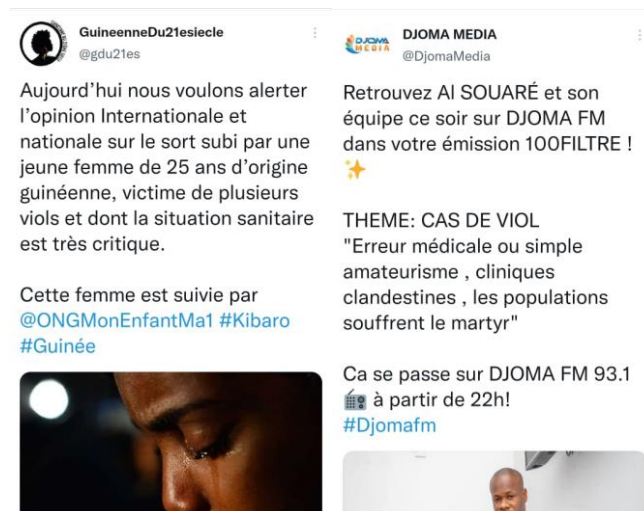 GuineenneDu21esiecle
@gdu21es
Aujourd'hui nous voulons alerter
l'opinion Internationale et
nationale sur le sort subi par une
jeune femme de 25 ans d'origine
guinéenne, victime de plusieurs
viols et dont la situation sanitaire
est très critique.
Cette femme est suivie par
@ONGMonEnfantMa1 #Kibaro
#Guinée
DJOMA
MEDIA
DJOMA MEDIA
@DjomaMedia
Retrouvez Al SOUARÉ et son
équipe ce soir sur DJOMA FM
dans votre émission 100FILTRE !
✨
THEME: CAS DE VIOL
"Erreur médicale ou simple
amateurisme , cliniques
clandestines , les populations
souffrent le martyr"
Ca se passe sur DJOMA FM 93.1
📻 à partir de 22h!
#Djomafm